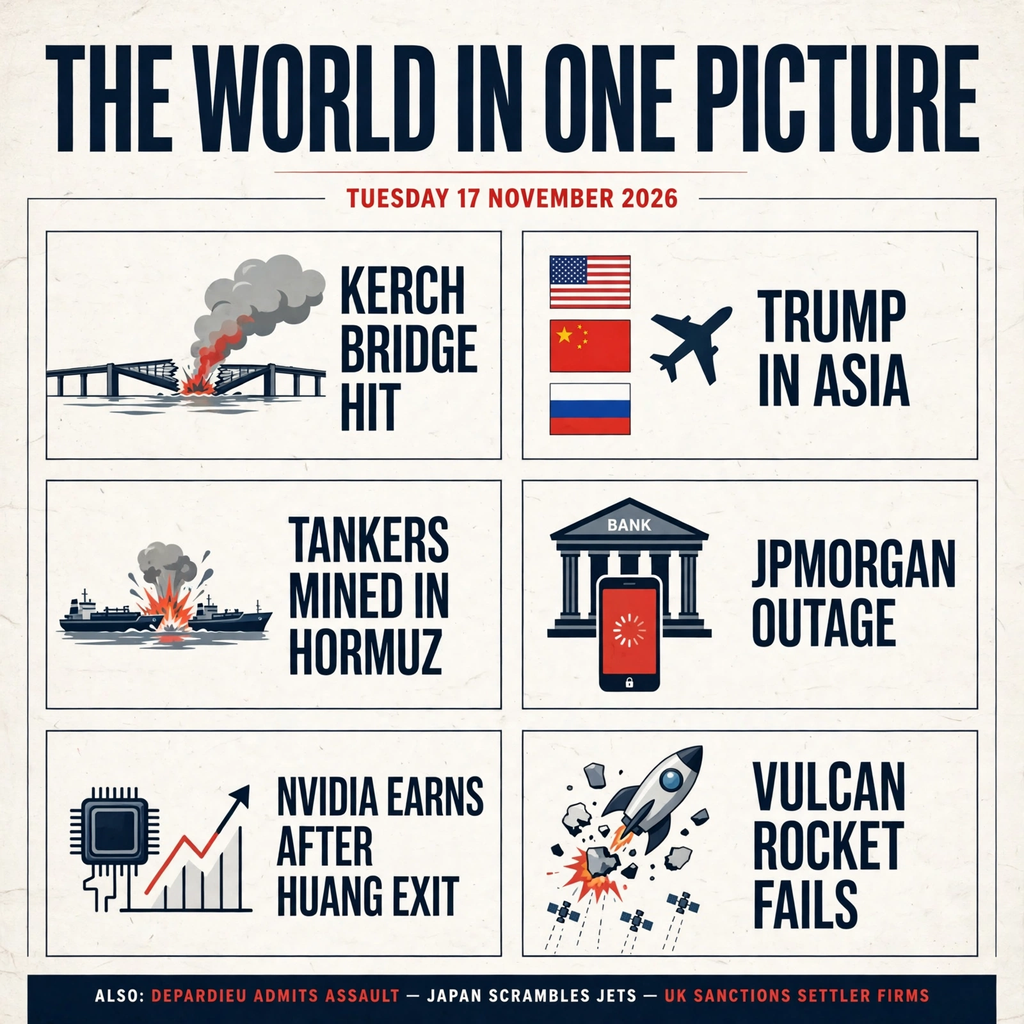 THE WORLD IN ONE PICTURE
TUESDAY 17 NOVEMBER 2026
KERCH
BRIDGE
HIT
TRUMP
IN ASIA
TANKERS
MINED IN
HORMUZ
BANK
JPMORGAN
OUTAGE
NVIDIA EARNS
AFTER
HUANG EXIT
VULCAN
ROCKET
FAILS
ALSO: DEPARDIEU ADMITS ASSAULT — JAPAN SCRAMBLES JETS — UK SANCTIONS SETTLER FIRMS